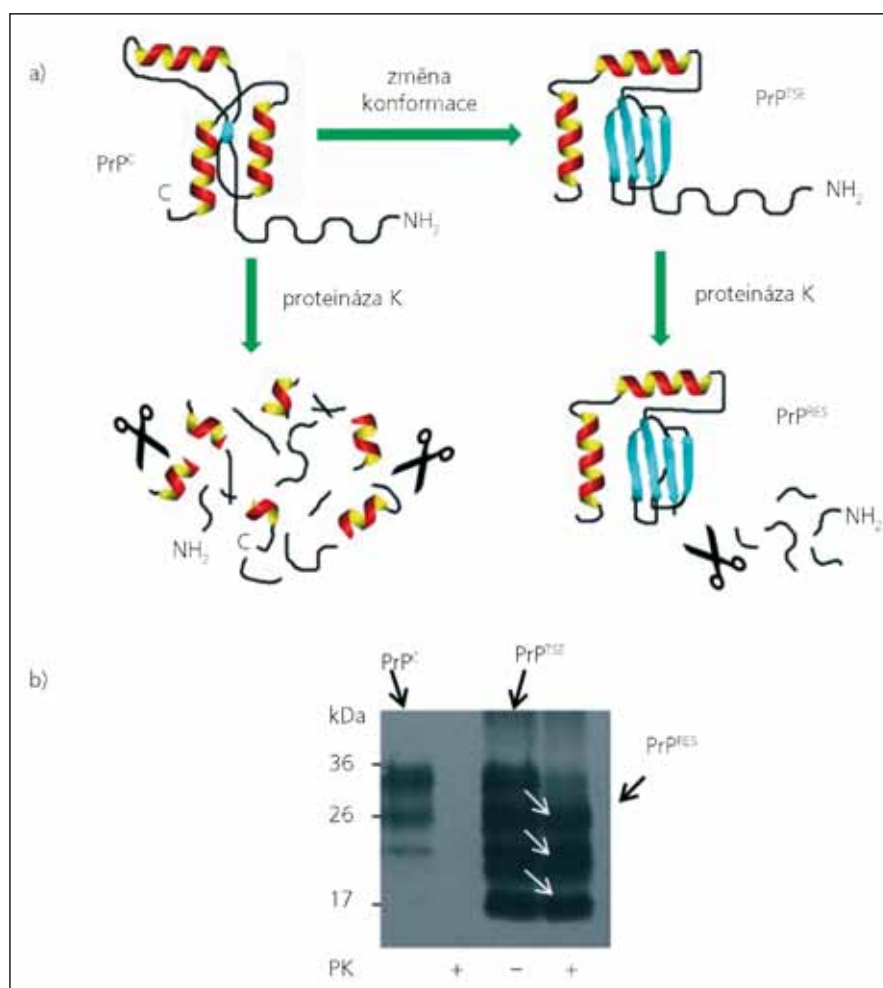 a)
změna
konformace
PrP^C
C
NH₂
PrP^TSE
NH₂
proteináza K
proteináza K
NH₂
C
PrP^RES
NH₂
b)
PrP^C
PrP^TSE
kDa
PrP^RES
36
26
17
PK + – +